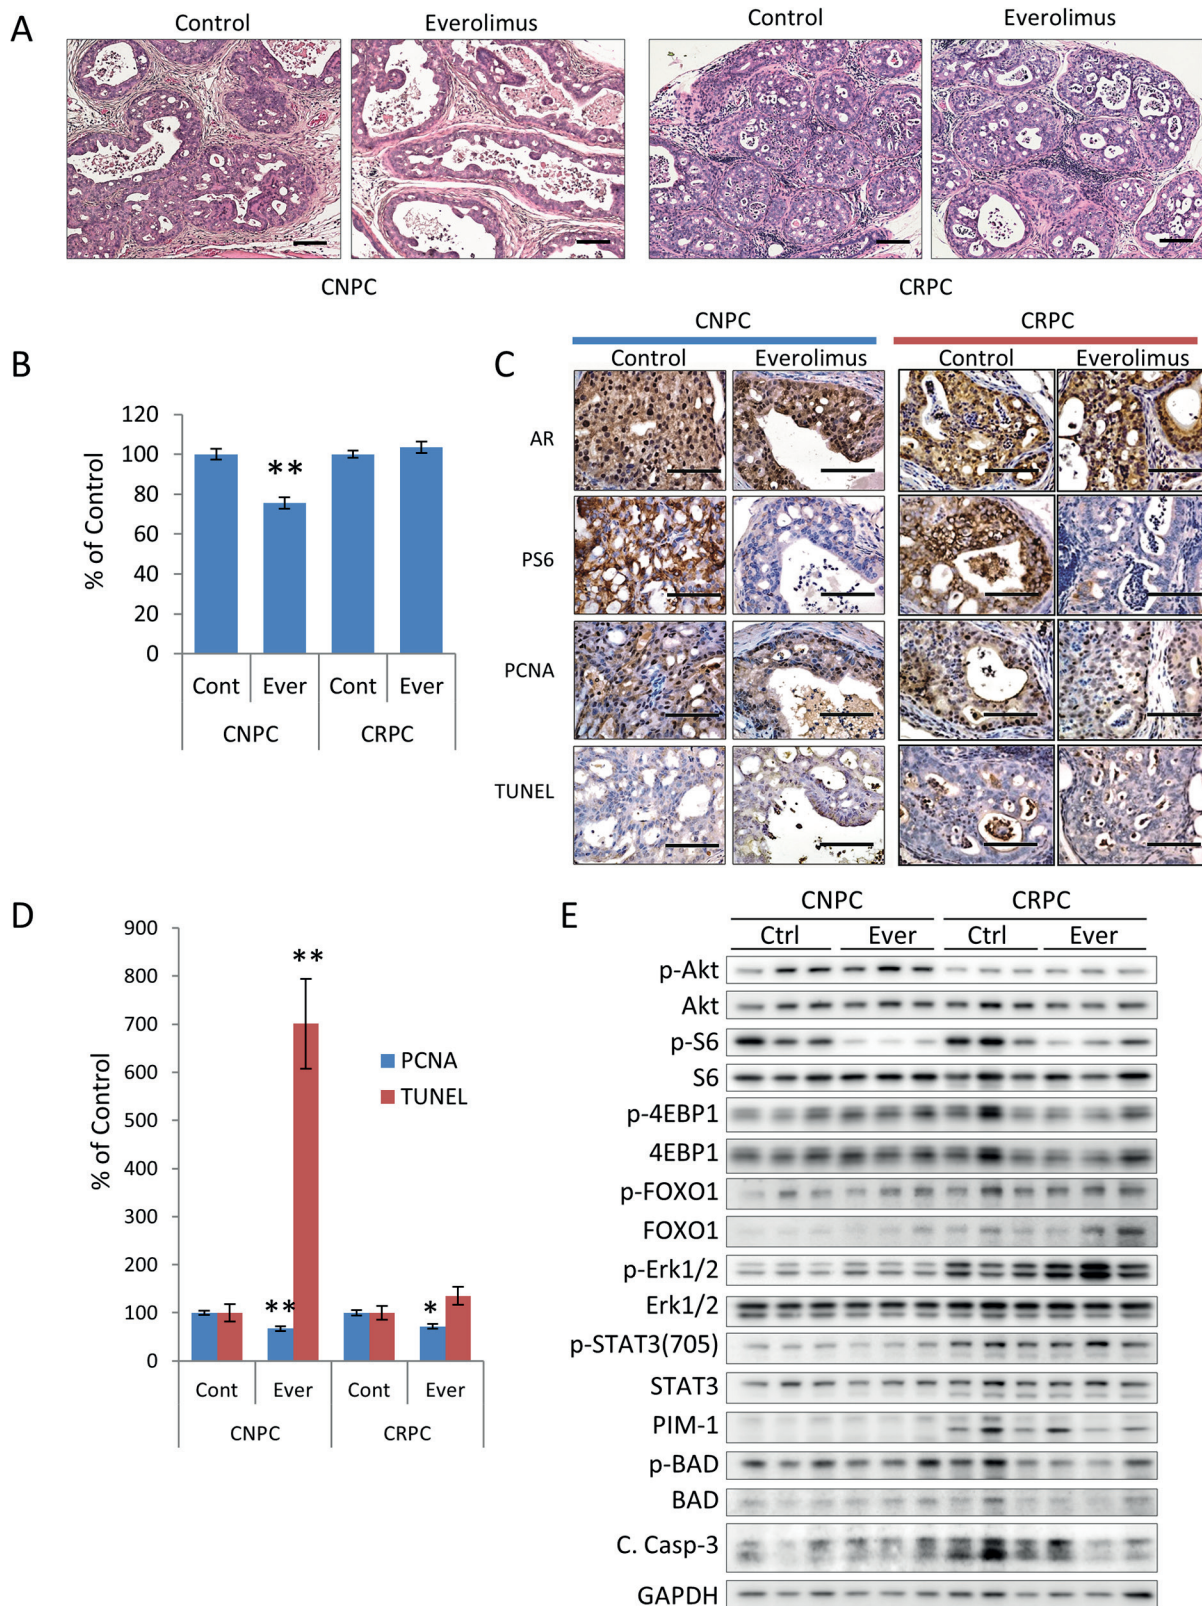 A
Control
Everolimus
Control
Everolimus
CNPC
CRPC
B
% of Control
120
100
80
60
40
20
0
**
Cont
Ever
Cont
Ever
CNPC
CRPC
C
CNPC
CRPC
Control
Everolimus
Control
Everolimus
AR
PS6
PCNA
TUNEL
D
% of Control
900
800
700
600
500
400
300
200
100
0
**
**
*
PCNA
TUNEL
Cont
Ever
Cont
Ever
CNPC
CRPC
E
CNPC
CRPC
Ctrl
Ever
Ctrl
Ever
p-Akt
Akt
p-S6
S6
p-4EBP1
4EBP1
p-FOXO1
FOXO1
p-Erk1/2
Erk1/2
p-STAT3(705)
STAT3
PIM-1
p-BAD
BAD
C. Casp-3
GAPDH